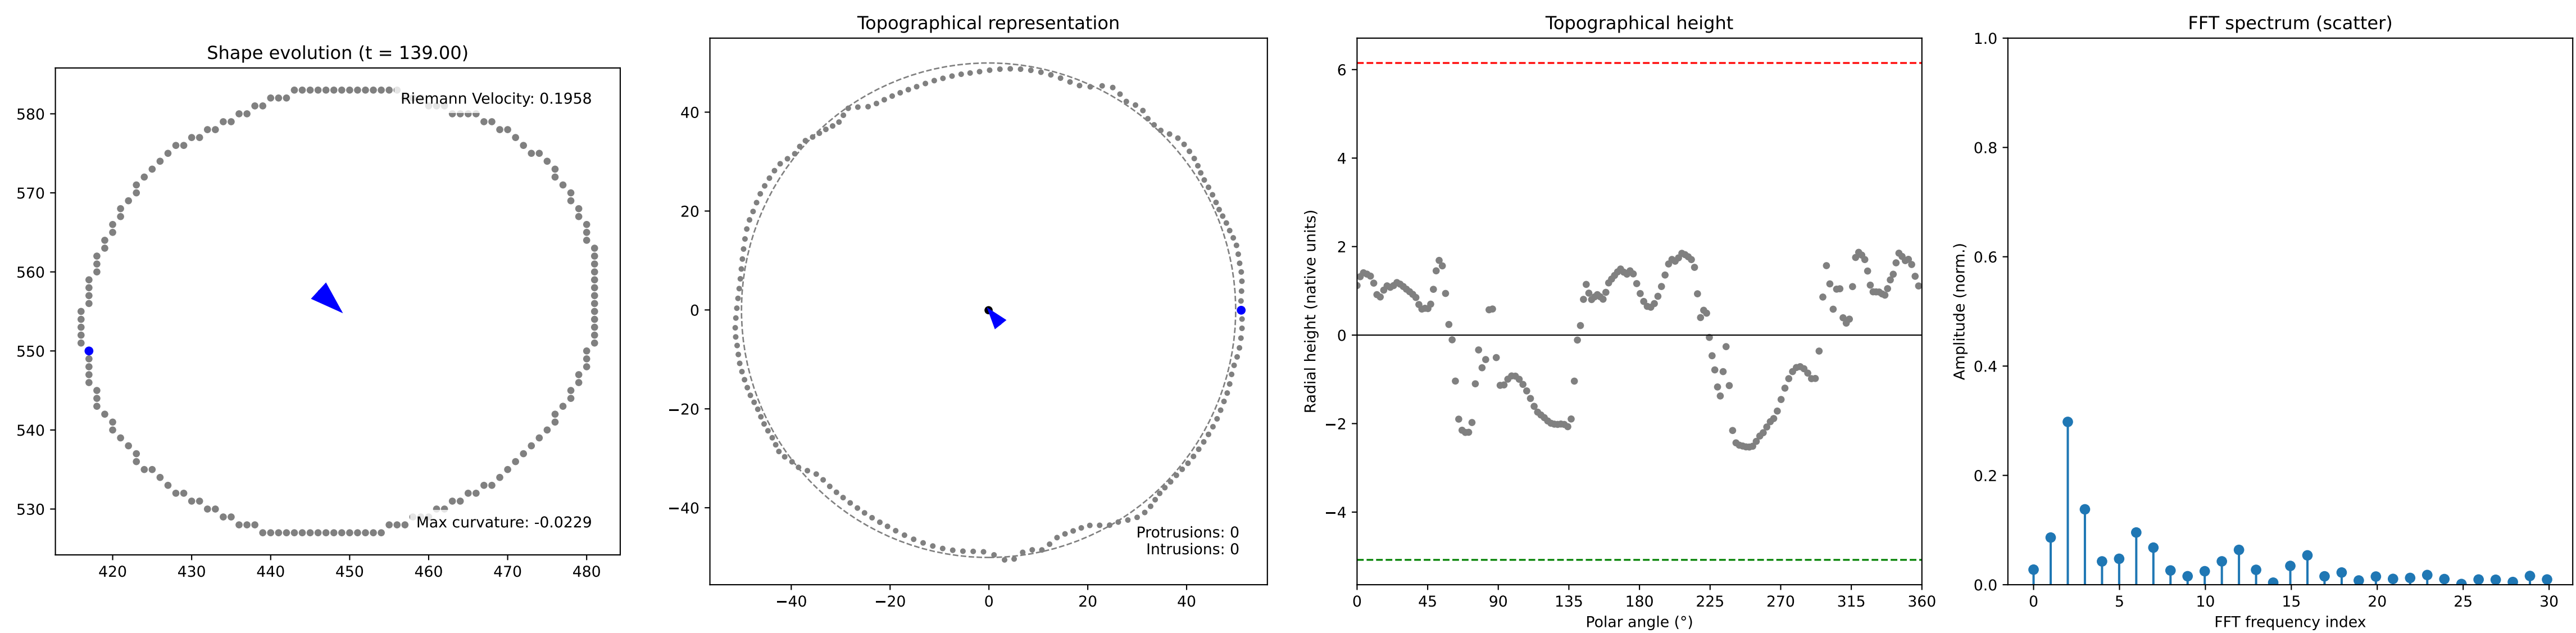 Shape evolution (t = 139.00)
Riemann Velocity: 0.1958
Max curvature: -0.0229
580
570
560
550
540
530
420 430 440 450 460 470 480
Topographical representation
40
20
0
−20
−40
Protrusions: 0
Intrusions: 0
−40 −20 0 20 40
Topographical height
Radial height (native units)
6
4
2
0
−2
−4
0 45 90 135 180 225 270 315 360
Polar angle (°)
FFT spectrum (scatter)
Amplitude (norm.)
1.0
0.8
0.6
0.4
0.2
0.0
0 5 10 15 20 25 30
FFT frequency index